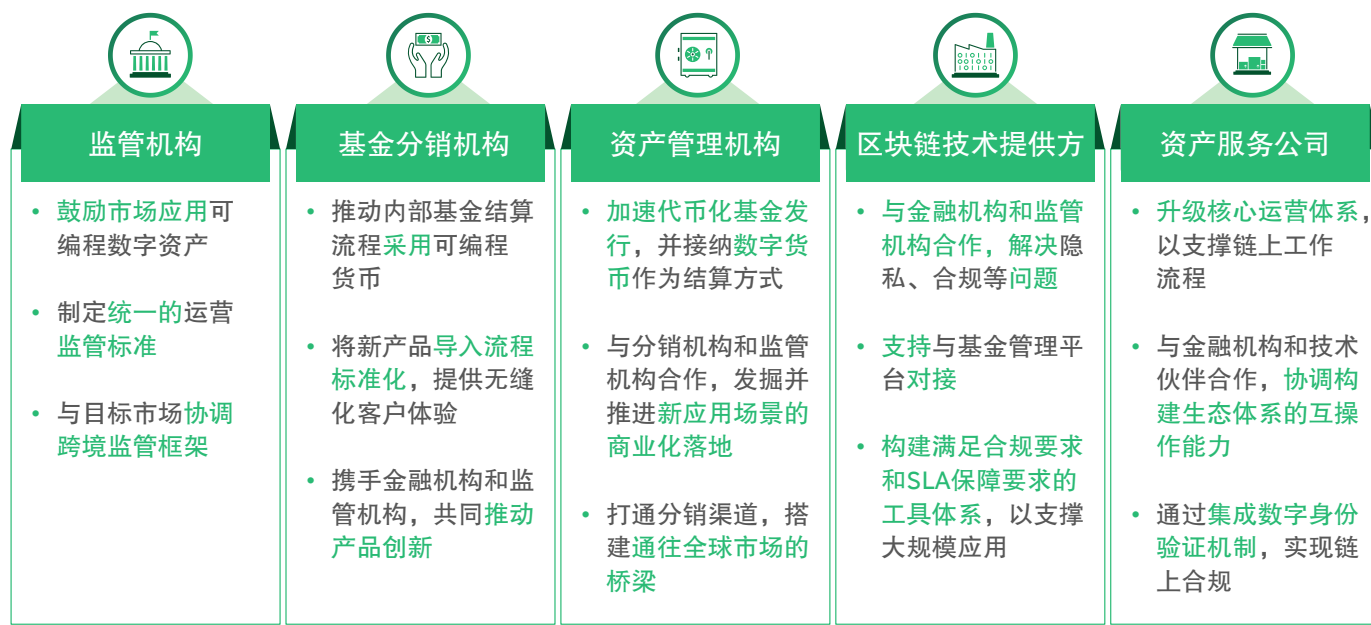 监管机构
鼓励市场应用可
编程数字资产
制定统一的运营
监管标准
与目标市场协调
跨境监管框架
基金分销机构
推动内部基金结算
流程采用可编程
货币
将新产品导入流程
标准化，提供无缝
化客户体验
携手金融机构和监
管机构，共同推动
产品创新
资产管理机构
加速代币化基金发
行，并接纳数字货
币作为结算方式
与分销机构和监管
机构合作，发掘并
推进新应用场景的
商业化落地
打通分销渠道，搭
建通往全球市场的
桥梁
区块链技术提供方
与金融机构和监管
机构合作，解决隐
私、合规等问题
支持与基金管理平
台对接
构建满足合规要求
和SLA保障要求的
工具体系，以支撑
大规模应用
资产服务公司
升级核心运营体系，
以支撑链上工作
流程
与金融机构和技术
伙伴合作，协调构
建生态体系的互操
作能力
通过集成数字身份
验证机制，实现链
上合规